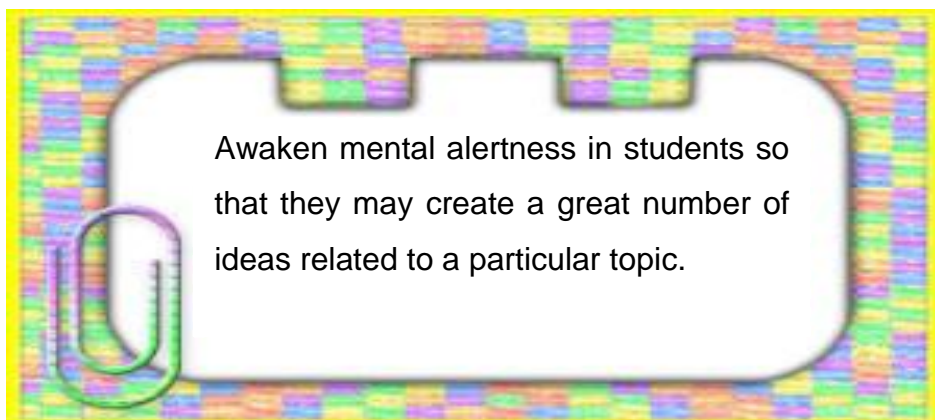 Awaken mental alertness in students so
that they may create a great number of
ideas related to a particular topic.